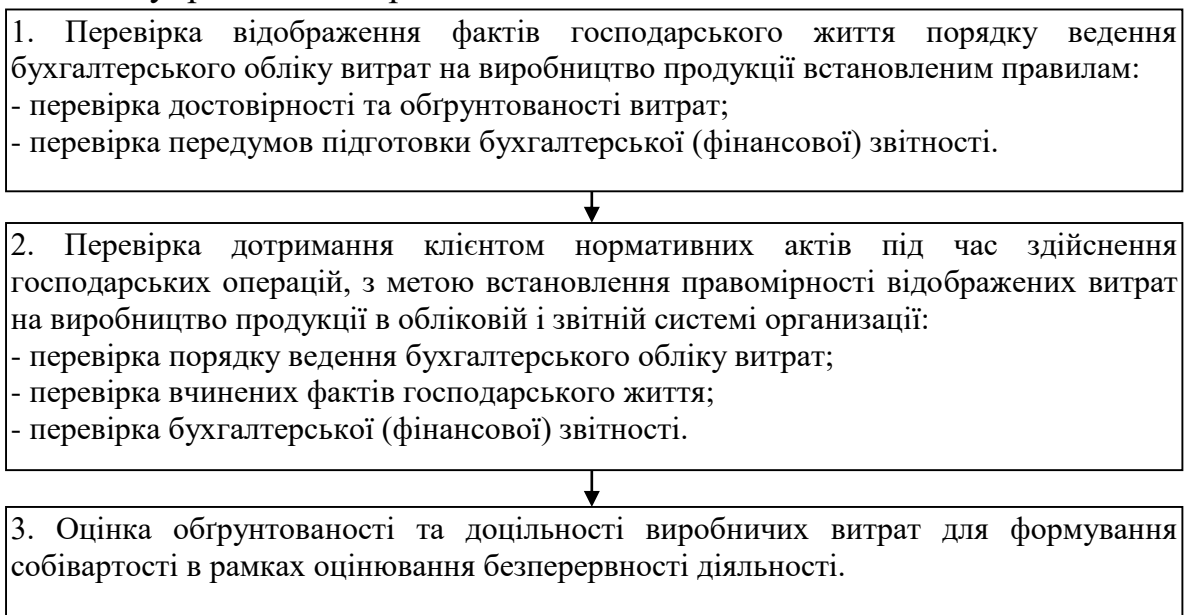 1. Перевірка відображення фактів господарського життя порядку ведення
бухгалтерського обліку витрат на виробництво продукції встановленим правилам:
- перевірка достовірності та обґрунтованості витрат;
- перевірка передумов підготовки бухгалтерської (фінансової) звітності.
2. Перевірка дотримання клієнтом нормативних актів під час здійснення
господарських операцій, з метою встановлення правомірності відображених витрат
на виробництво продукції в обліковій і звітній системі организації:
- перевірка порядку ведення бухгалтерського обліку витрат;
- перевірка вчинених фактів господарського життя;
- перевірка бухгалтерської (фінансової) звітності.
3. Оцінка обґрунтованості та доцільності виробничих витрат для формування
собівартості в рамках оцінювання безперервності діяльності.